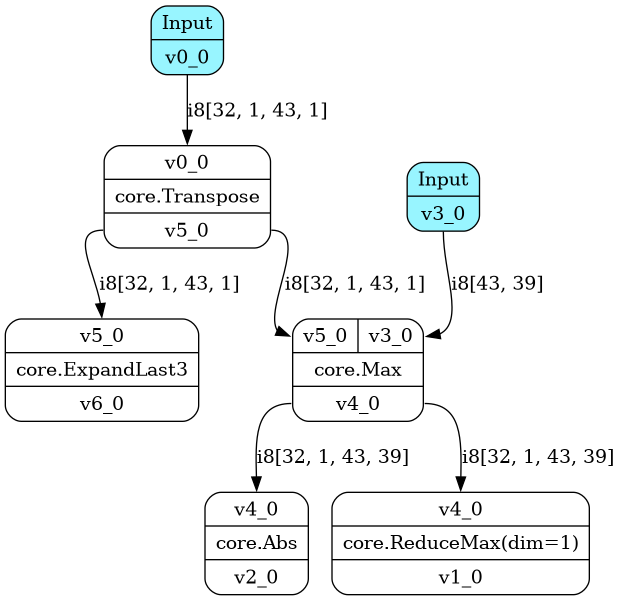 Input
v0_0
i8[32, 1, 43, 1]
v0_0
core.Transpose
v5_0
Input
v3_0
i8[32, 1, 43, 1]
i8[32, 1, 43, 1]
i8[43, 39]
v5_0
core.ExpandLast3
v6_0
v5_0 v3_0
core.Max
v4_0
i8[32, 1, 43, 39]
i8[32, 1, 43, 39]
v4_0
core.Abs
v2_0
v4_0
core.ReduceMax(dim=1)
v1_0